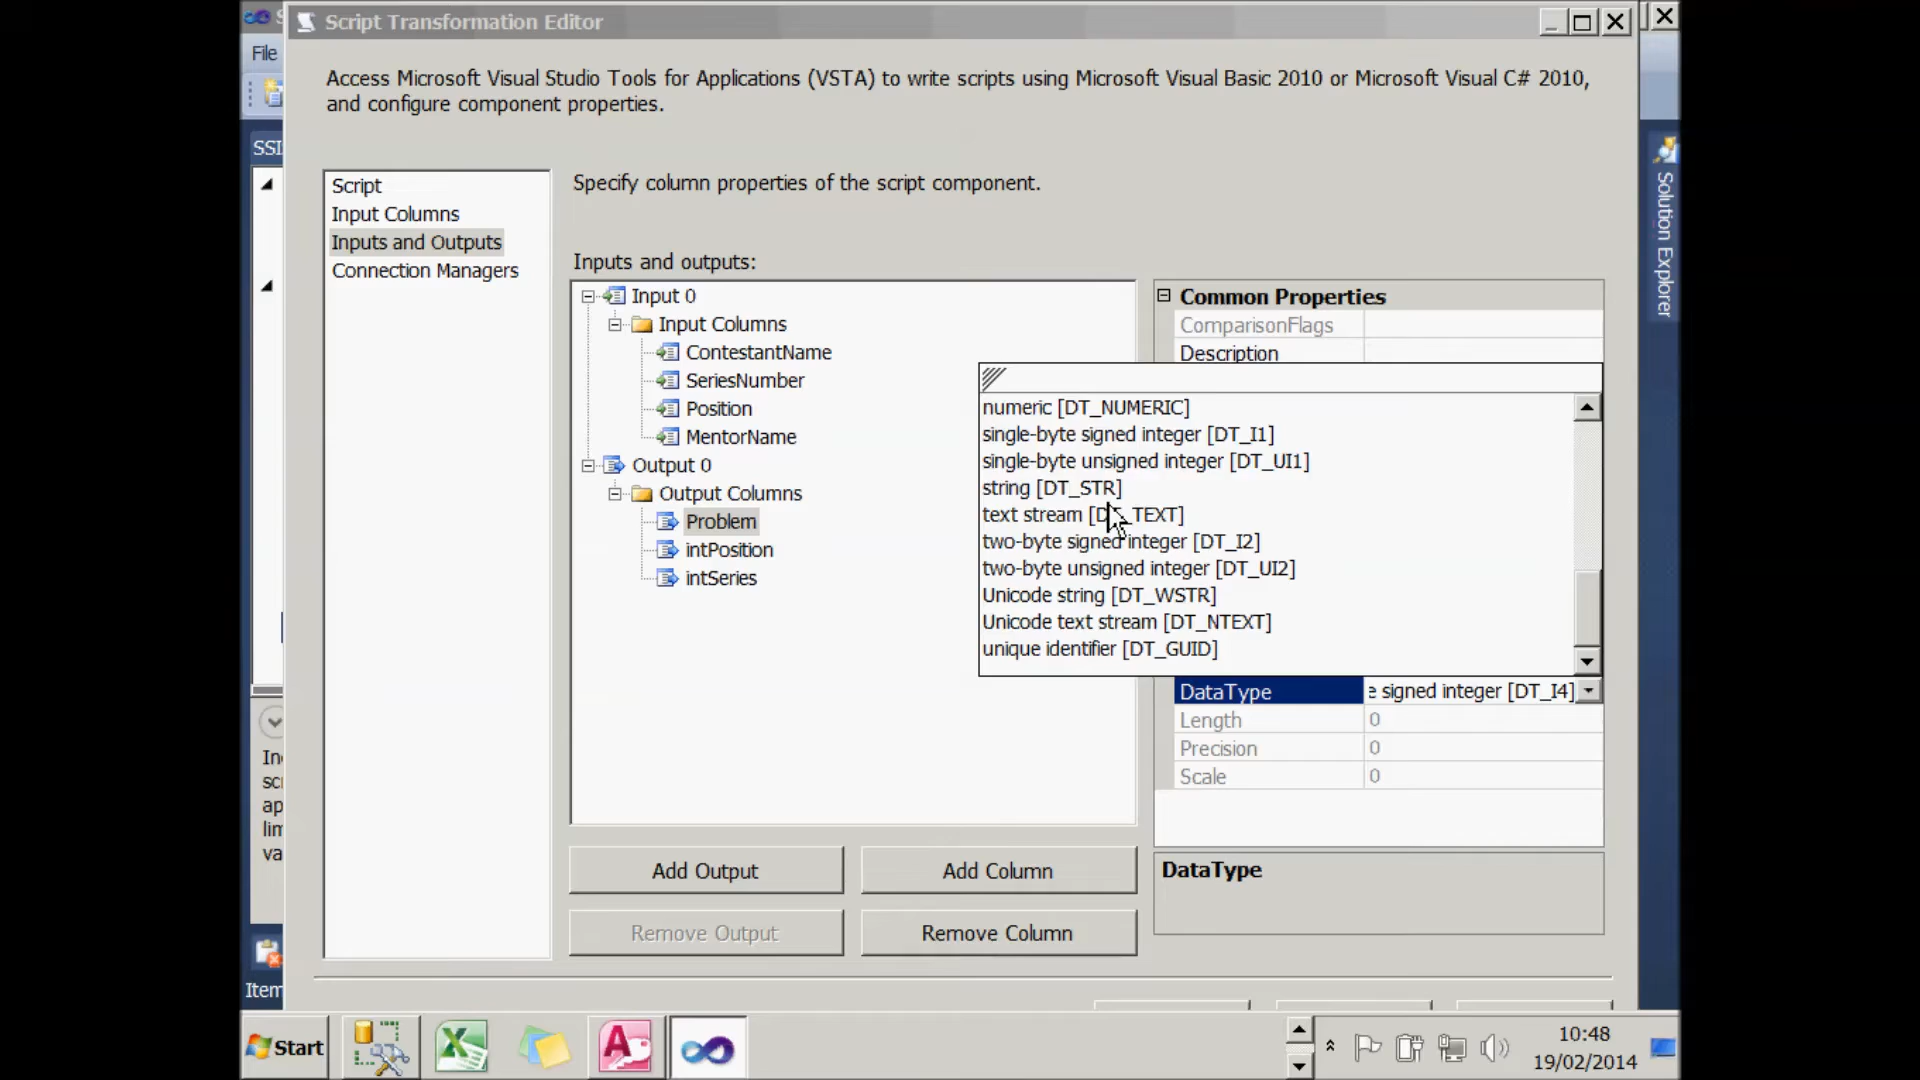 Script Transformation Editor
File
Access Microsoft Visual Studio Tools for Applications (VSTA) to write scripts using Microsoft Visual Basic 2010 or Microsoft Visual C# 2010,
and configure component properties.
SSI
Solution Explorer
Script
Input Columns
Inputs and Outputs
Connection Managers
Specify column properties of the script component.
Inputs and outputs:
Input 0
Input Columns
ContestantName
SeriesNumber
Position
MentorName
Output 0
Output Columns
Problem
intPosition
intSeries
Common Properties
ComparisonFlags
Description
numeric [DT_NUMERIC]
single-byte signed integer [DT_I1]
single-byte unsigned integer [DT_UI1]
string [DT_STR]
text stream [DT_TEXT]
two-byte signed integer [DT_I2]
two-byte unsigned integer [DT_UI2]
Unicode string [DT_WSTR]
Unicode text stream [DT_NTEXT]
unique identifier [DT_GUID]
DataType e signed integer [DT_I4]
Length 0
Precision 0
Scale 0
Add Output
Add Column
Remove Output
Remove Column
DataType
Item
Start
10:48
19/02/2014